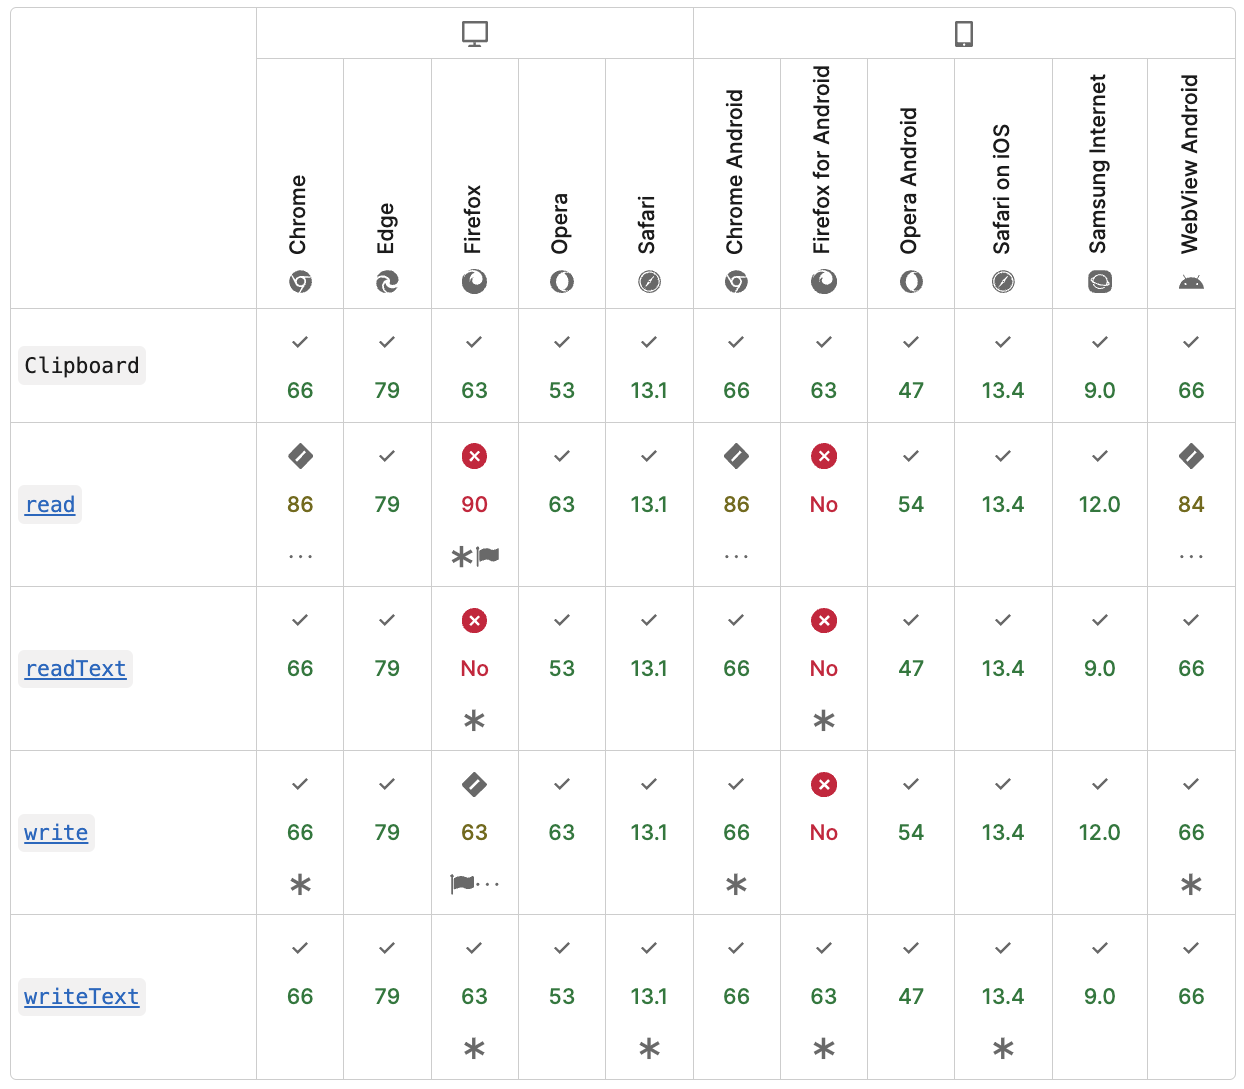 Chrome Edge Firefox Opera Safari Chrome Android Firefox for Android Opera Android Safari on iOS Samsung Internet WebView Android
Clipboard 66 79 63 53 13.1 66 63 47 13.4 9.0 66
read 86 79 90 63 13.1 86 No 54 13.4 12.0 84
... * ... ...
readText 66 79 No 53 13.1 66 No 47 13.4 9.0 66
* *
write 66 79 63 63 13.1 66 No 54 13.4 12.0 66
* ... * *
writeText 66 79 63 53 13.1 66 63 47 13.4 9.0 66
* * * *